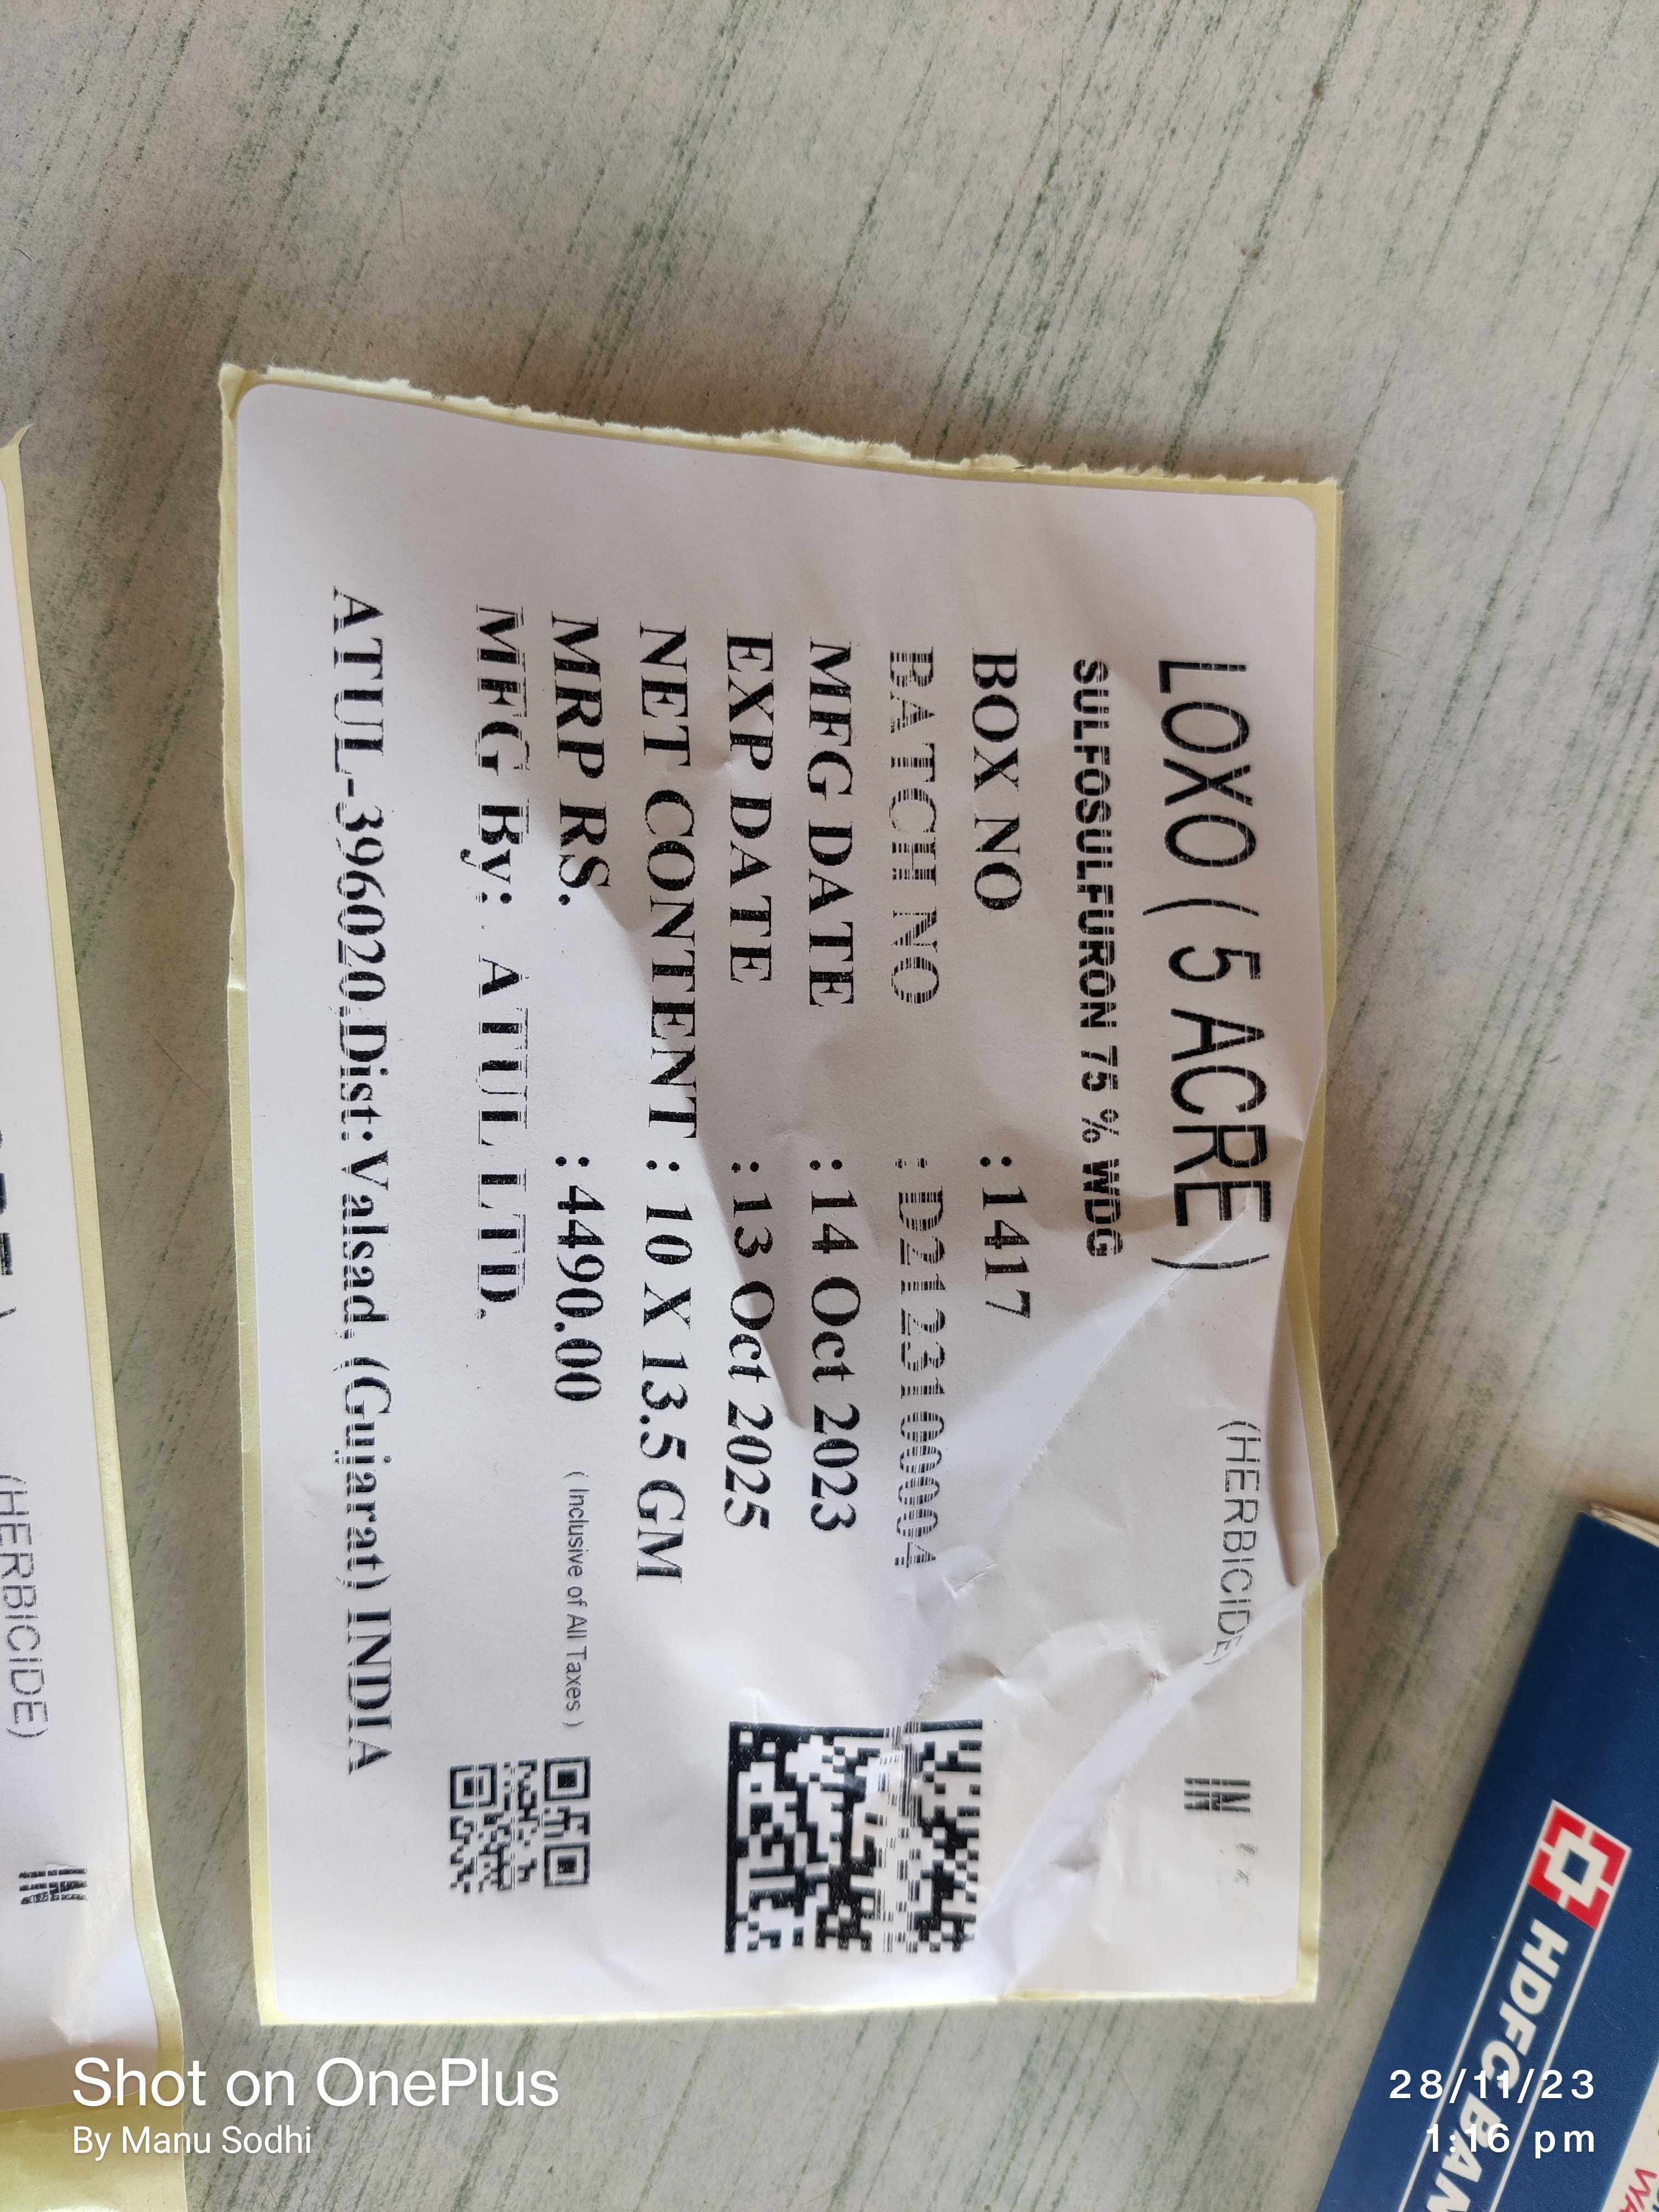 LOXO ( 5 ACRE )
(HERBICIDE)
IN
SULFOSULFURON 75 % WDG
BOX NO : 1417
BATCH NO : D212310004
MFG DATE : 14 Oct 2023
EXP DATE : 13 Oct 2025
NET CONTENT : 10 X 13.5 GM
MRP RS. : 4490.00 ( Inclusive of All Taxes )
MFG By: ATUL LTD.
ATUL-396020.Dist: Valsad. (Gujarat) INDIA
(HERBICIDE)
IN
HDFC BAN
Shot on OnePlus
By Manu Sodhi
28/11/23
1:16 pm